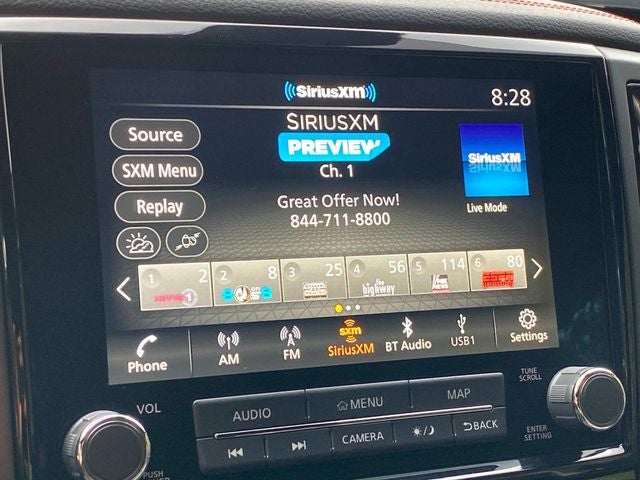 SiriusXM
8:28
SIRIUSXM
PREVIEW
Ch. 1
Great Offer Now!
844-711-8800
Source
SXM Menu
Replay
SiriusXM
Live Mode
1 2
2 8
3 25
4 56
5 114
6 80
the highway
Phone
AM
FM
sxm
SiriusXM
BT Audio
USB1
Settings
VOL
AUDIO
MENU
MAP
TUNE
SCROLL
CAMERA
BACK
ENTER
SETTING
PUSH